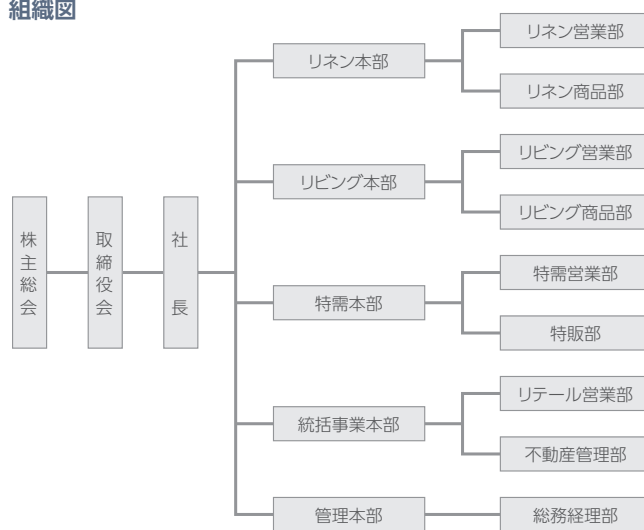 組織図
株主総会
取締役会
社長
リネン本部
リネン営業部
リネン商品部
リビング本部
リビング営業部
リビング商品部
特需本部
特需営業部
特販部
統括事業本部
リテール営業部
不動産管理部
管理本部
総務経理部